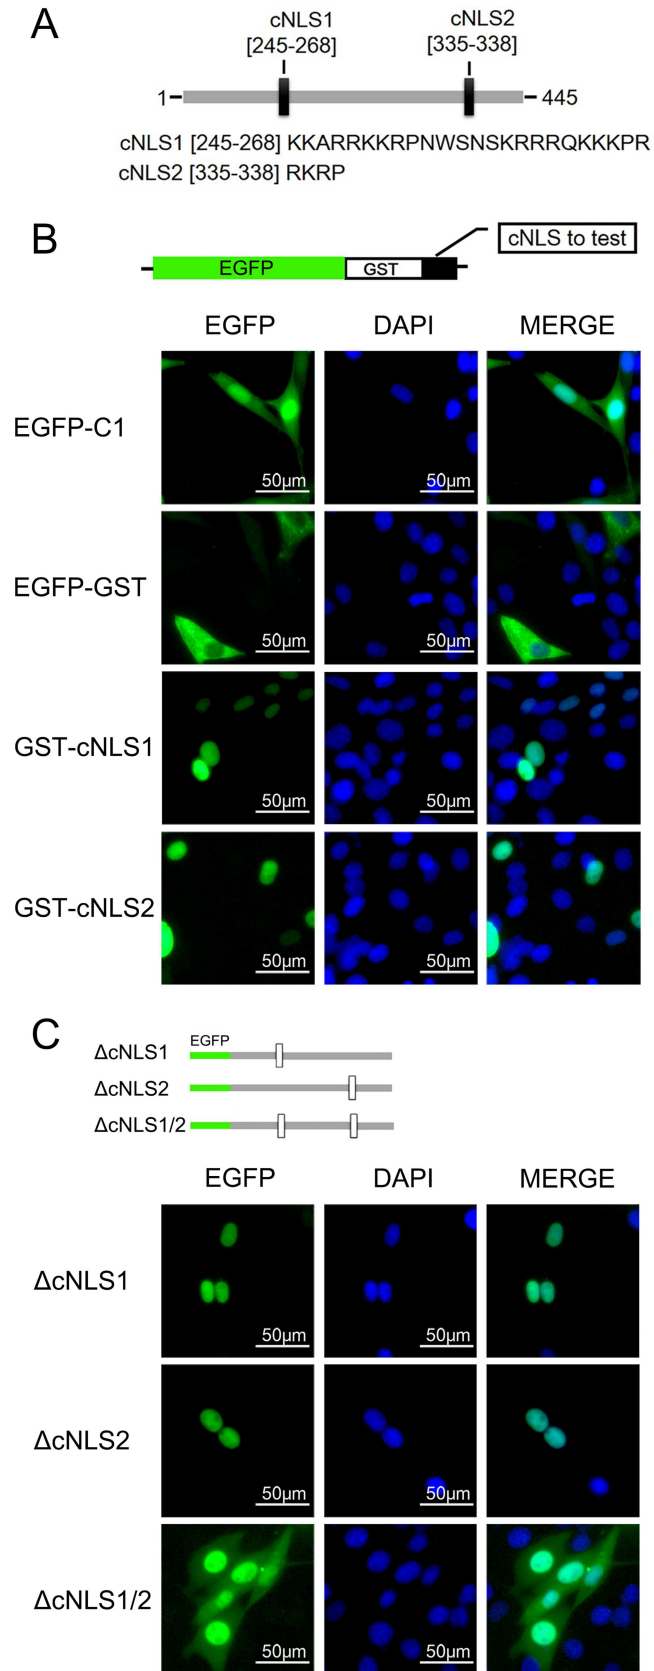 A
cNLS1 cNLS2
[245-268] [335-338]
1 445
cNLS1 [245-268] KKARRKKRPNWSNSKRRRQKKKPR
cNLS2 [335-338] RKRP
B
cNLS to test
EGFP GST
EGFP DAPI MERGE
EGFP-C1
50µm 50µm
EGFP-GST
50µm 50µm
GST-cNLS1
50µm 50µm
GST-cNLS2
50µm 50µm
C
EGFP
ΔcNLS1
ΔcNLS2
ΔcNLS1/2
EGFP DAPI MERGE
ΔcNLS1
50µm 50µm
ΔcNLS2
50µm 50µm
ΔcNLS1/2
50µm 50µm